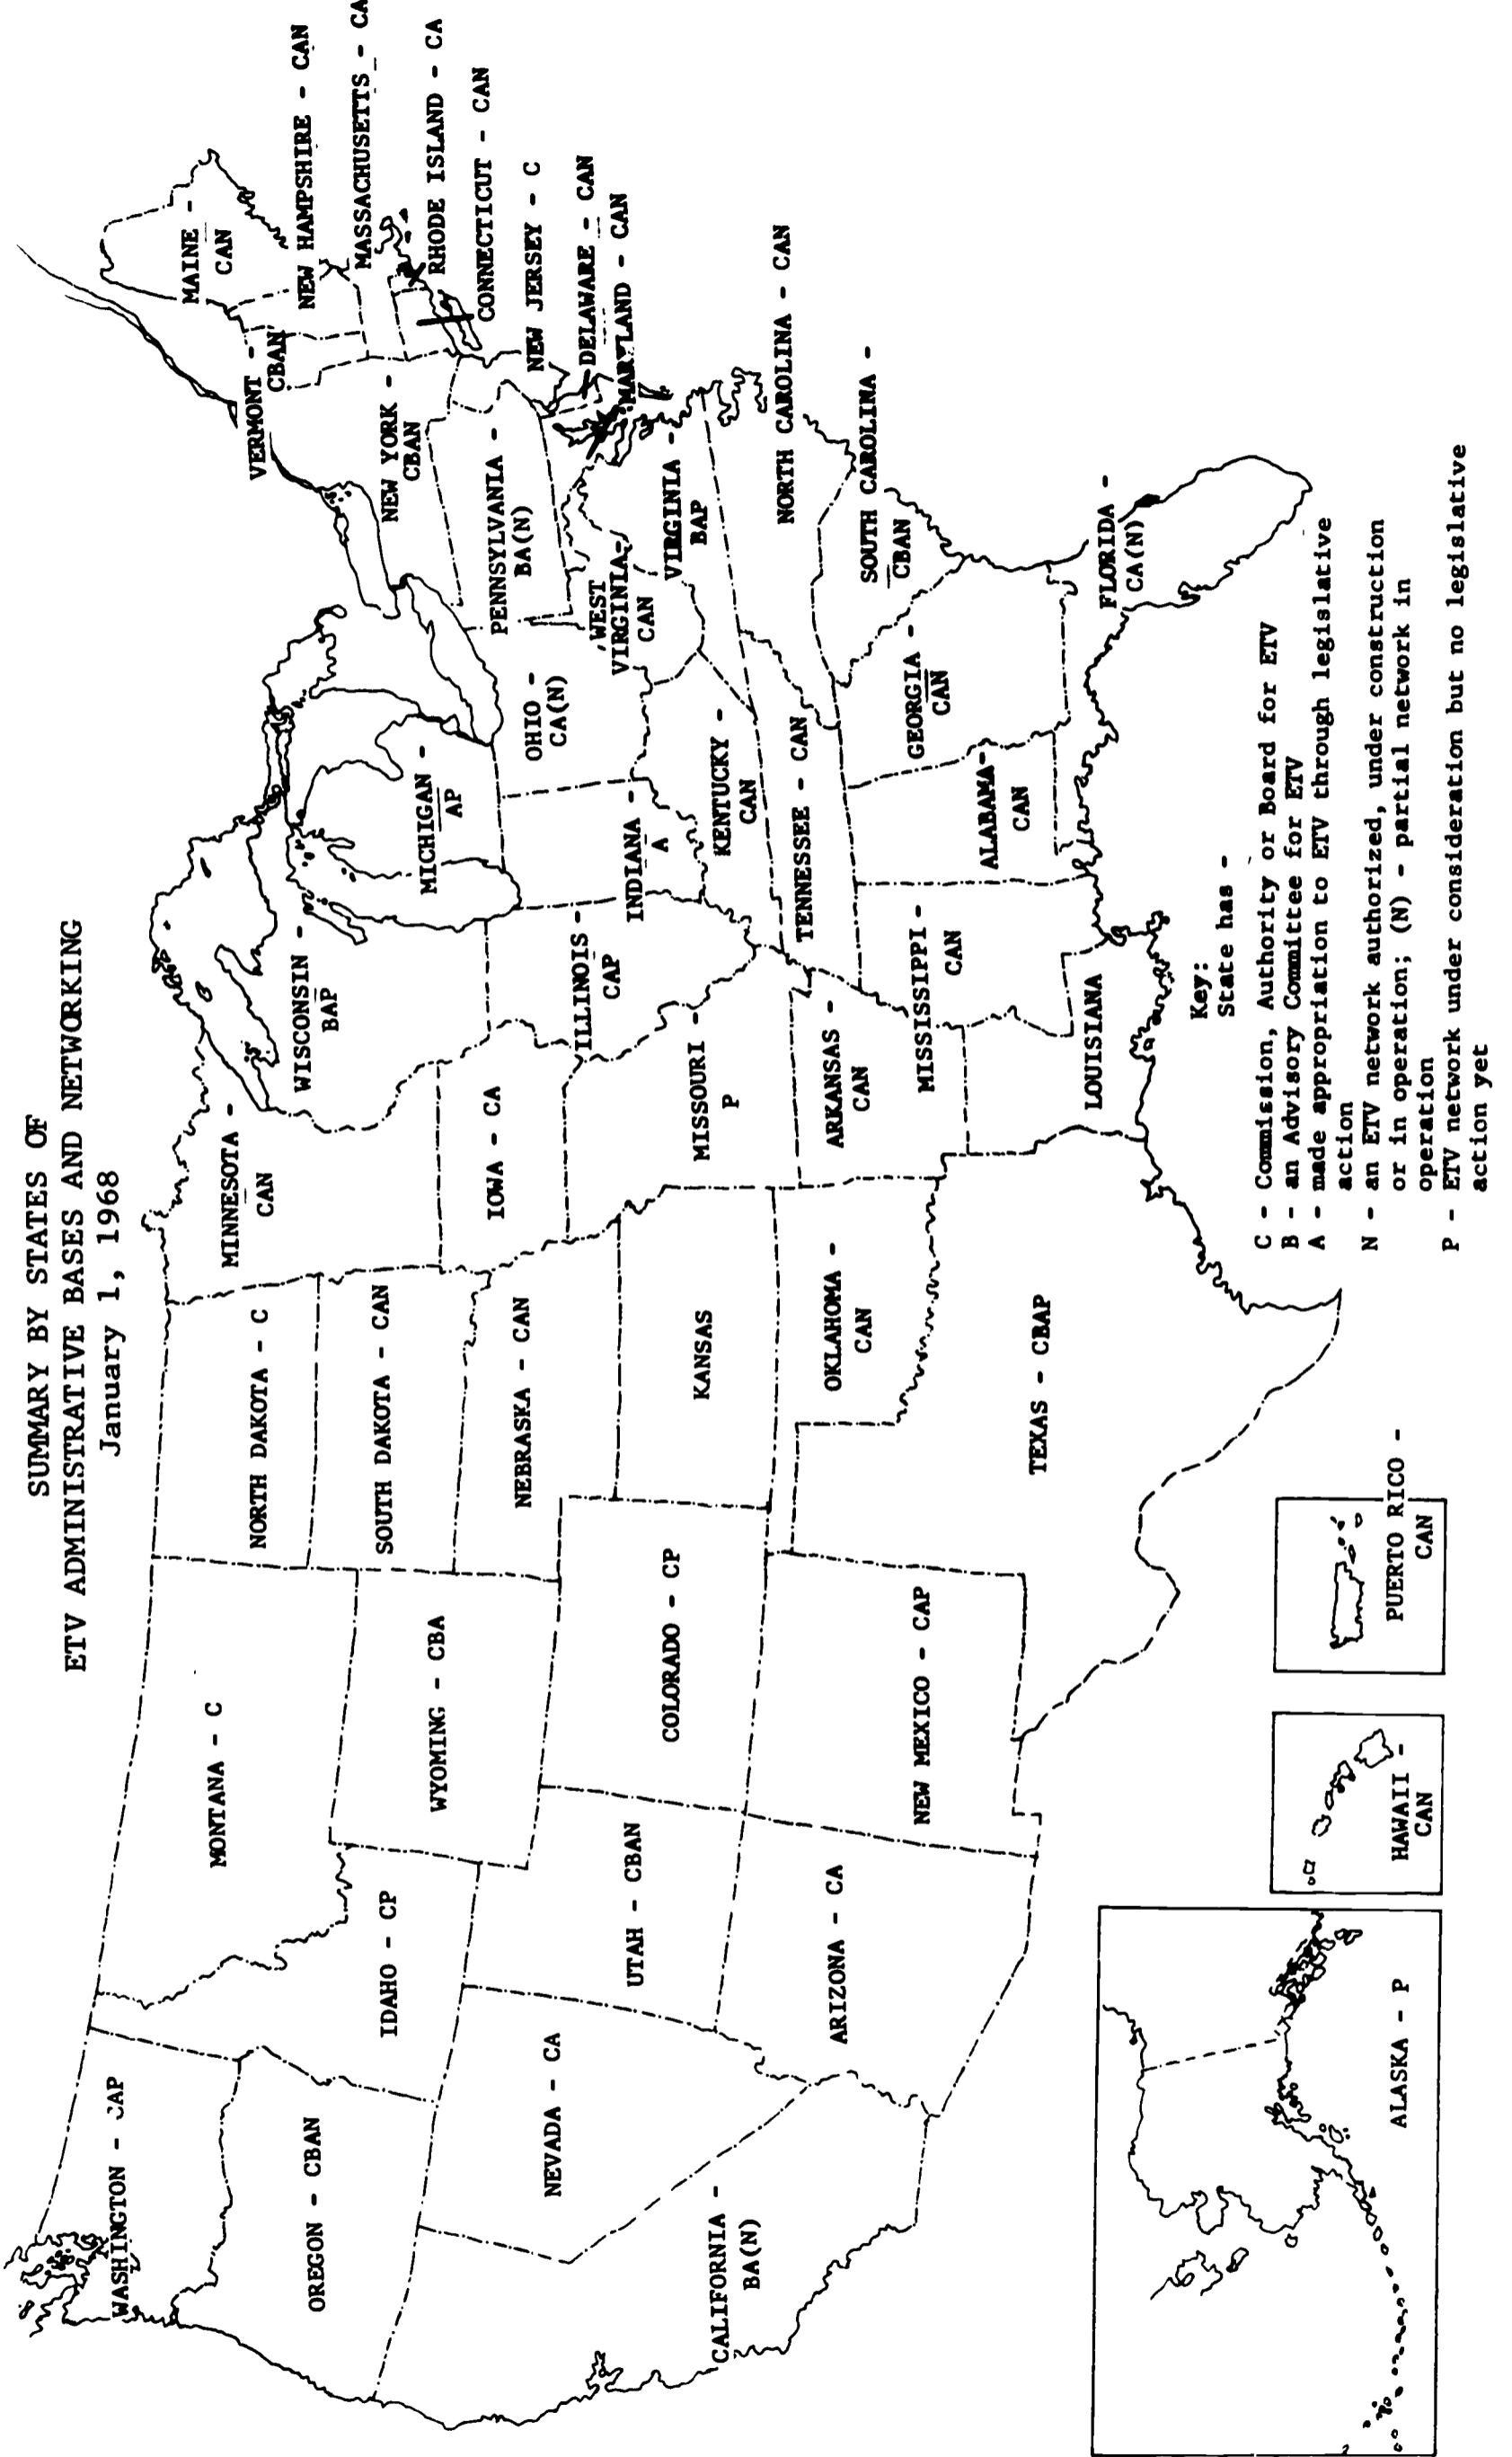 SUMMARY BY STATES OF
ETV ADMINISTRATIVE BASES AND NETWORKING
January 1, 1968
WASHINGTON - CAP
OREGON - CBAN
CALIFORNIA -
BA(N)
NEVADA - CA
IDAHO - CP
MONTANA - C
WYOMING - CBA
UTAH - CBAN
ARIZONA - CA
COLORADO - CP
NEW MEXICO - CAP
NORTH DAKOTA - C
SOUTH DAKOTA - CAN
NEBRASKA - CAN
KANSAS
OKLAHOMA -
CAN
TEXAS - CBAP
MINNESOTA -
CAN
IOWA - CA
MISSOURI -
P
ARKANSAS -
CAN
LOUISIANA
WISCONSIN -
BAP
ILLINOIS -
CAP
MISSISSIPPI -
CAN
MICHIGAN -
AP
INDIANA -
A
KENTUCKY -
CAN
TENNESSEE - CAN
ALABAMA -
CAN
OHIO -
CA(N)
WEST
VIRGINIA -
CAN
GEORGIA -
CAN
FLORIDA -
CA(N)
SOUTH CAROLINA -
CBAN
NORTH CAROLINA - CAN
VIRGINIA -
BAP
PENNSYLVANIA -
BA(N)
NEW YORK -
CBAN
VERMONT -
CBAN
MAINE -
CAN
NEW HAMPSHIRE - CAN
MASSACHUSETTS - CA
RHODE ISLAND - CA
CONNECTICUT - CAN
NEW JERSEY - C
DELAWARE - CAN
MARYLAND - CAN
ALASKA - P
HAWAII -
CAN
PUERTO RICO -
CAN
Key:
State has -
C - Commission, Authority or Board for ETV
B - an Advisory Committee for ETV
A - made appropriation to ETV through legislative
action
N - an ETV network authorized, under construction
or in operation; (N) - partial network in
operation
P - ETV network under consideration but no legislative
action yet